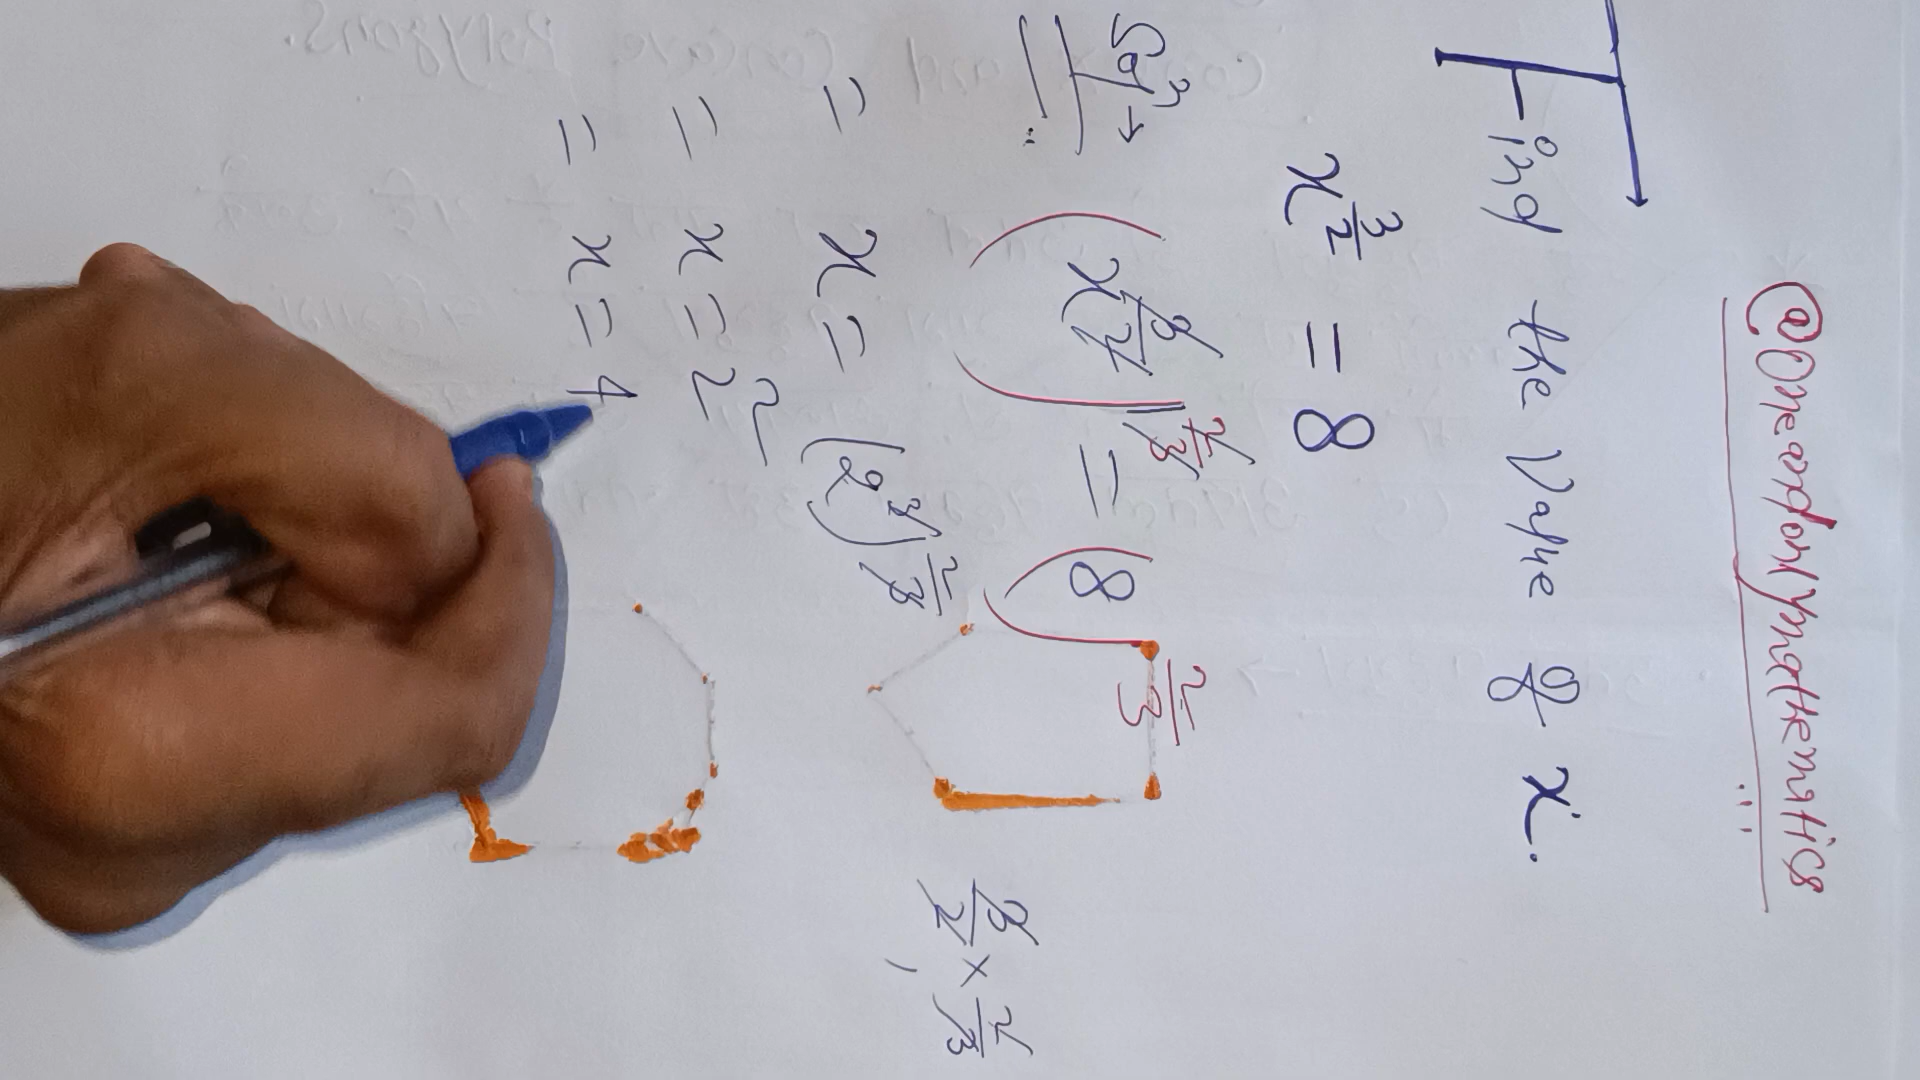 @Oneandonlymathematics
Find the value of x.
x^{3/2} = 8
Sol^n →
(x^{3/2})^{2/3} = (8)^{2/3}
3/2 × 2/3
= x = (2^3)^{2/3}
= x = 2^2
= x = 4